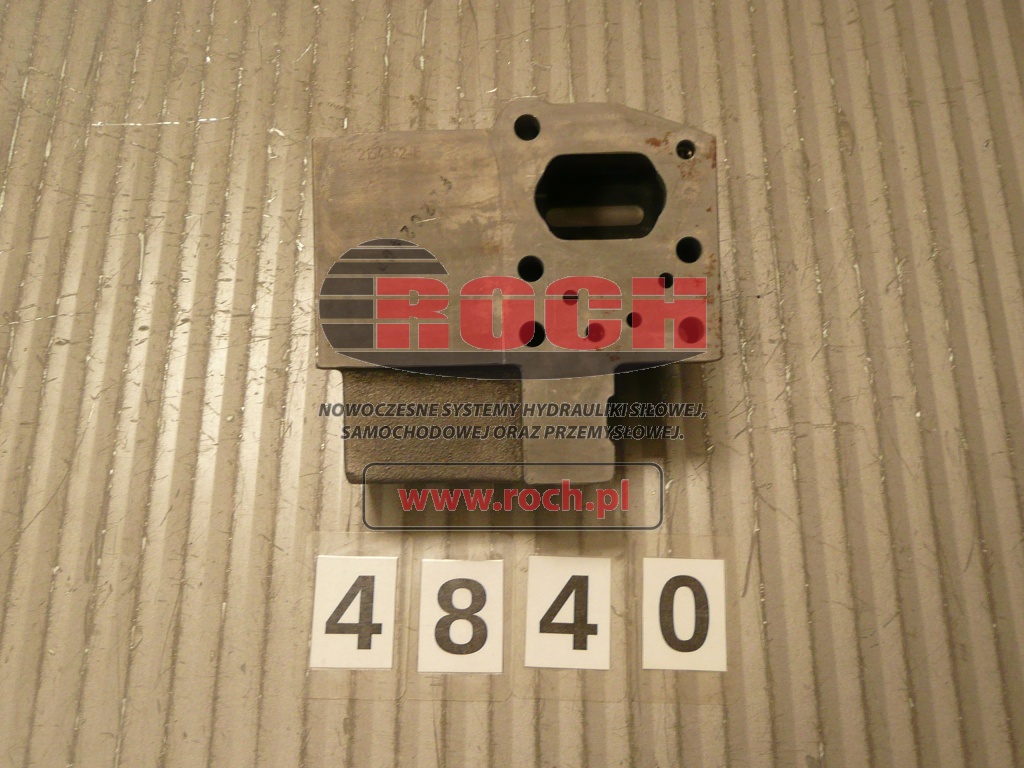 ROCH
NOWOCZESNE SYSTEMY HYDRAULIKI SIŁOWEJ,
SAMOCHODOWEJ ORAZ PRZEMYSŁOWEJ.
www.roch.pl
4840